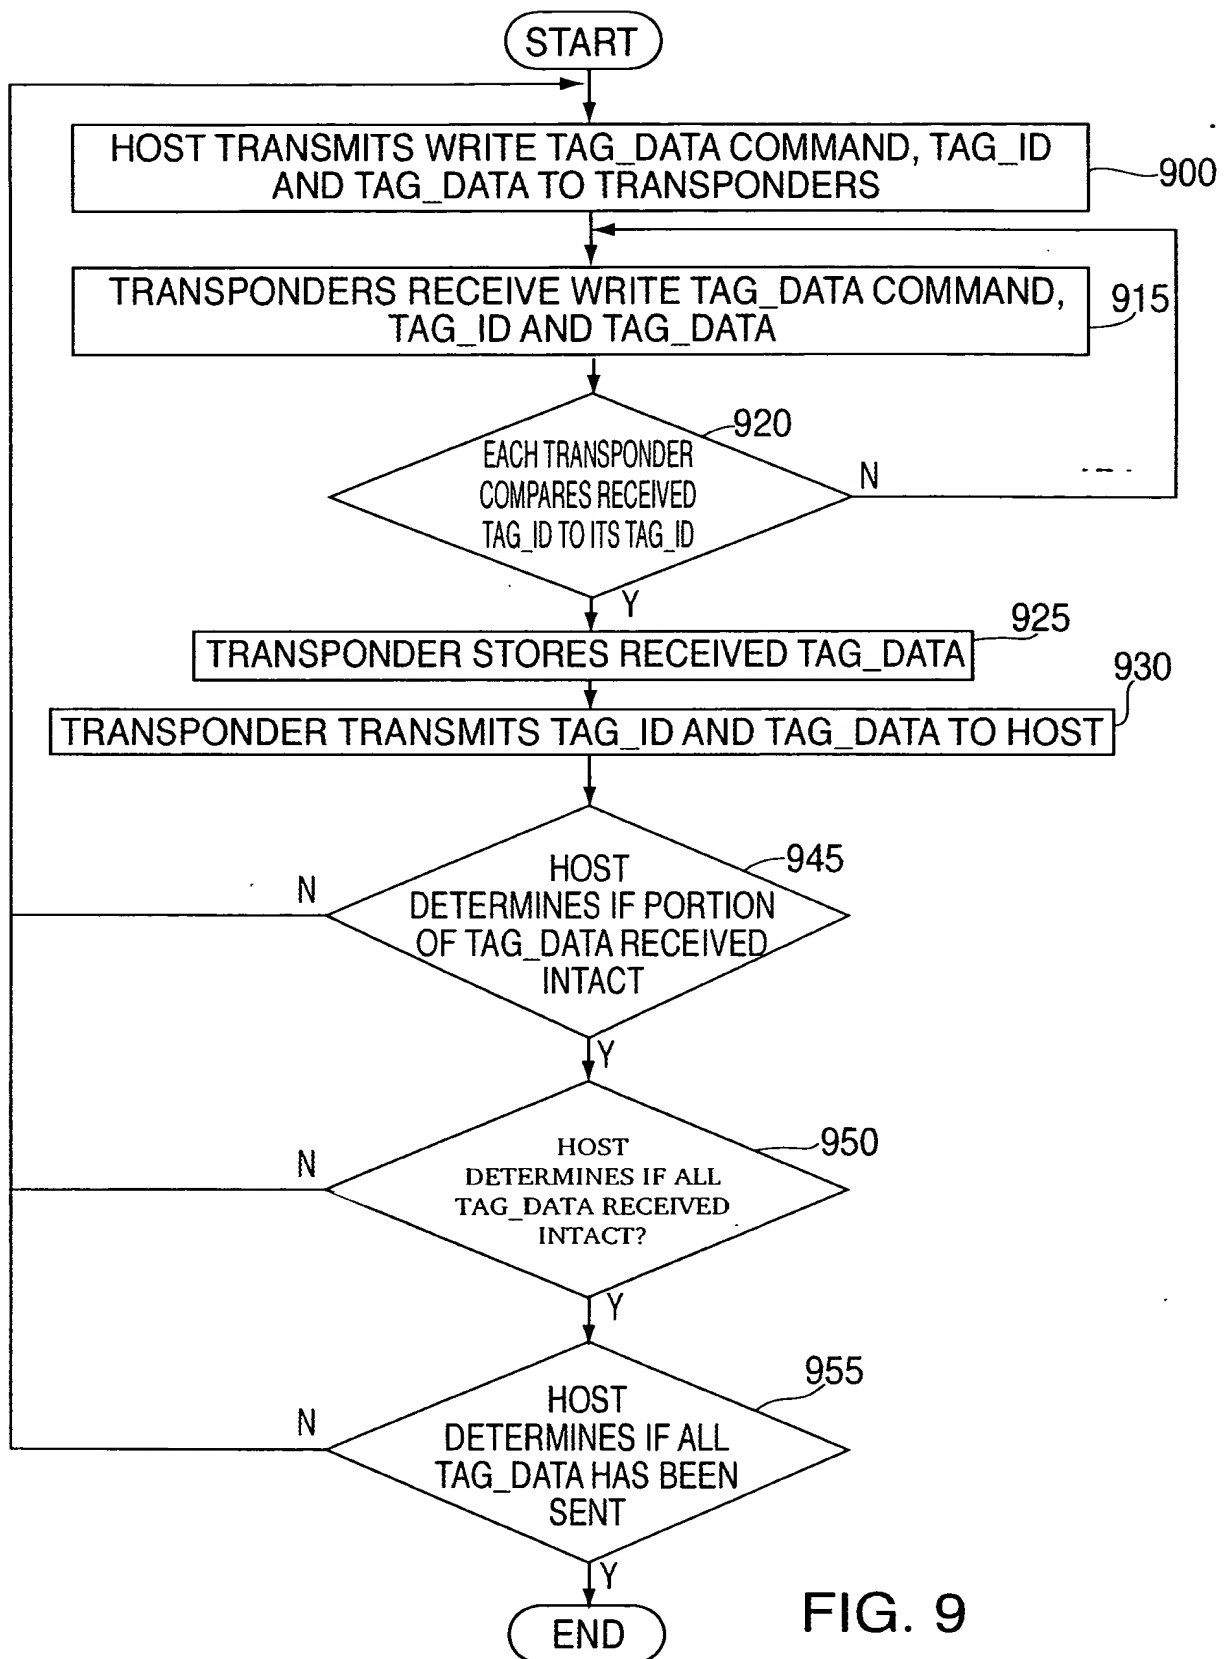 START
HOST TRANSMITS WRITE TAG_DATA COMMAND, TAG_ID
AND TAG_DATA TO TRANSPONDERS
900
TRANSPONDERS RECEIVE WRITE TAG_DATA COMMAND,
TAG_ID AND TAG_DATA
915
920
EACH TRANSPONDER
COMPARES RECEIVED
TAG_ID TO ITS TAG_ID
N
Y
925
TRANSPONDER STORES RECEIVED TAG_DATA
930
TRANSPONDER TRANSMITS TAG_ID AND TAG_DATA TO HOST
945
N
HOST
DETERMINES IF PORTION
OF TAG_DATA RECEIVED
INTACT
Y
950
N
HOST
DETERMINES IF ALL
TAG_DATA RECEIVED
INTACT?
Y
955
N
HOST
DETERMINES IF ALL
TAG_DATA HAS BEEN
SENT
Y
END
FIG. 9